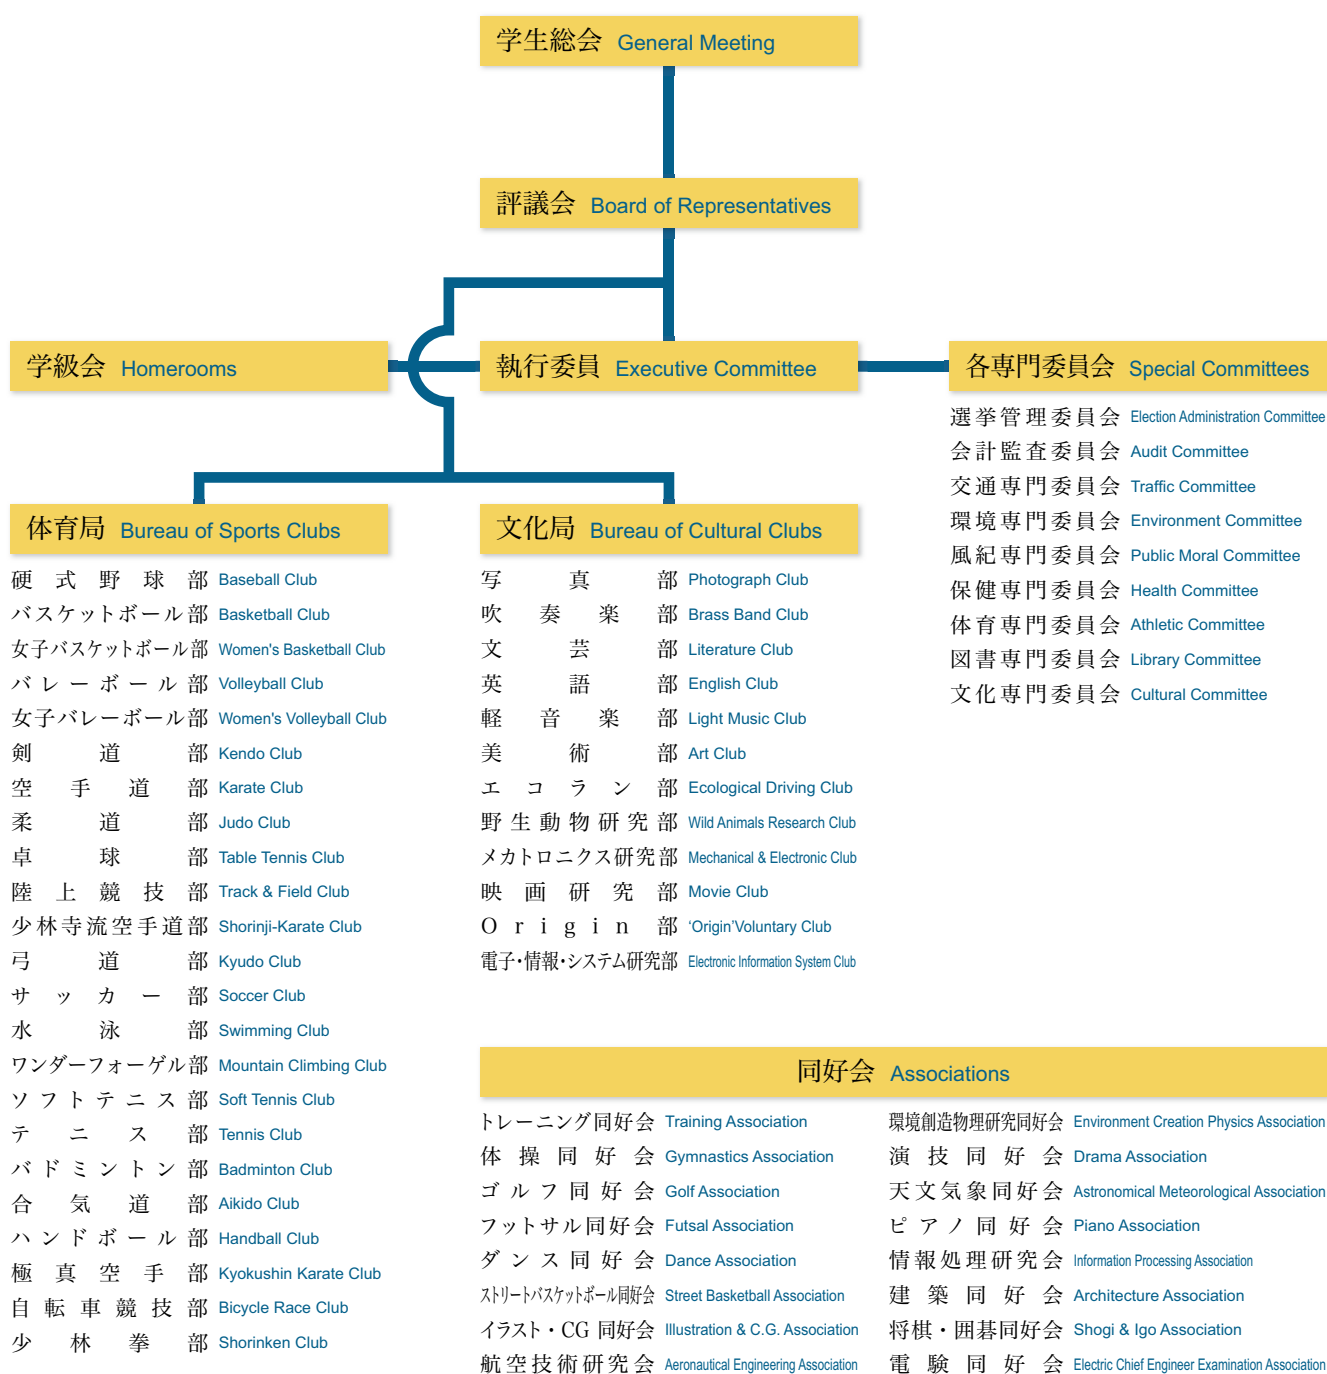 学生総会 General Meeting
評議会 Board of Representatives
学級会 Homerooms
執行委員 Executive Committee
各専門委員会 Special Committees
選挙管理委員会 Election Administration Committee
会計監査委員会 Audit Committee
交通専門委員会 Traffic Committee
環境専門委員会 Environment Committee
風紀専門委員会 Public Moral Committee
保健専門委員会 Health Committee
体育専門委員会 Athletic Committee
図書専門委員会 Library Committee
文化専門委員会 Cultural Committee
体育局 Bureau of Sports Clubs
硬式野球部 Baseball Club
バスケットボール部 Basketball Club
女子バスケットボール部 Women's Basketball Club
バレーボール部 Volleyball Club
女子バレーボール部 Women's Volleyball Club
剣道部 Kendo Club
空手道部 Karate Club
柔道部 Judo Club
卓球部 Table Tennis Club
陸上競技部 Track & Field Club
少林寺流空手道部 Shorinji-Karate Club
弓道部 Kyudo Club
サッカー部 Soccer Club
水泳部 Swimming Club
ワンダーフォーゲル部 Mountain Climbing Club
ソフトテニス部 Soft Tennis Club
テニス部 Tennis Club
バドミントン部 Badminton Club
合気道部 Aikido Club
ハンドボール部 Handball Club
極真空手部 Kyokushin Karate Club
自転車競技部 Bicycle Race Club
少林拳部 Shorinken Club
文化局 Bureau of Cultural Clubs
写真部 Photograph Club
吹奏楽部 Brass Band Club
文芸部 Literature Club
英語部 English Club
軽音楽部 Light Music Club
美術部 Art Club
エコラン部 Ecological Driving Club
野生動物研究部 Wild Animals Research Club
メカトロニクス研究部 Mechanical & Electronic Club
映画研究部 Movie Club
Origin部 ‘Origin’Voluntary Club
電子・情報・システム研究部 Electronic Information System Club
同好会 Associations
トレーニング同好会 Training Association
体操同好会 Gymnastics Association
ゴルフ同好会 Golf Association
フットサル同好会 Futsal Association
ダンス同好会 Dance Association
ストリートバスケットボール同好会 Street Basketball Association
イラスト・CG 同好会 Illustration & C.G. Association
航空技術研究会 Aeronautical Engineering Association
環境創造物理研究同好会 Environment Creation Physics Association
演技同好会 Drama Association
天文気象同好会 Astronomical Meteorological Association
ピアノ同好会 Piano Association
情報処理研究会 Information Processing Association
建築同好会 Architecture Association
将棋・囲碁同好会 Shogi & Igo Association
電験同好会 Electric Chief Engineer Examination Association